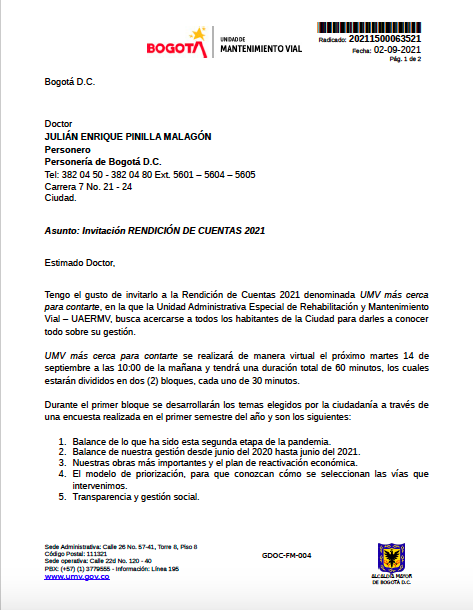 BOGOTÁ
UNIDAD DE
MANTENIMIENTO VIAL
Radicado: 20211500063521
Fecha: 02-09-2021
Pág. 1 de 2
Bogotá D.C.
Doctor
JULIÁN ENRIQUE PINILLA MALAGÓN
Personero
Personería de Bogotá D.C.
Tel: 382 04 50 - 382 04 80 Ext. 5601 – 5604 – 5605
Carrera 7 No. 21 - 24
Ciudad.
Asunto: Invitación RENDICIÓN DE CUENTAS 2021
Estimado Doctor,
Tengo el gusto de invitarlo a la Rendición de Cuentas 2021 denominada UMV más cerca
para contarte, en la que la Unidad Administrativa Especial de Rehabilitación y Mantenimiento
Vial – UAERMV, busca acercarse a todos los habitantes de la Ciudad para darles a conocer
todo sobre su gestión.
UMV más cerca para contarte se realizará de manera virtual el próximo martes 14 de
septiembre a las 10:00 de la mañana y tendrá una duración total de 60 minutos, los cuales
estarán divididos en dos (2) bloques, cada uno de 30 minutos.
Durante el primer bloque se desarrollarán los temas elegidos por la ciudadanía a través de
una encuesta realizada en el primer semestre del año y son los siguientes:
1. Balance de lo que ha sido esta segunda etapa de la pandemia.
2. Balance de nuestra gestión desde junio del 2020 hasta junio del 2021.
3. Nuestras obras más importantes y el plan de reactivación económica.
4. El modelo de priorización, para que conozcan cómo se seleccionan las vías que
intervenimos.
5. Transparencia y gestión social.
Sede Administrativa: Calle 26 No. 57-41, Torre 8, Piso 8
Código Postal: 111321
Sede operativa: Calle 22d No. 120 - 40
PBX: (+57) (1) 3779555 - Información: Línea 195
www.umv.gov.co
GDOC-FM-004
ALCALDÍA MAYOR
DE BOGOTÁ D.C.